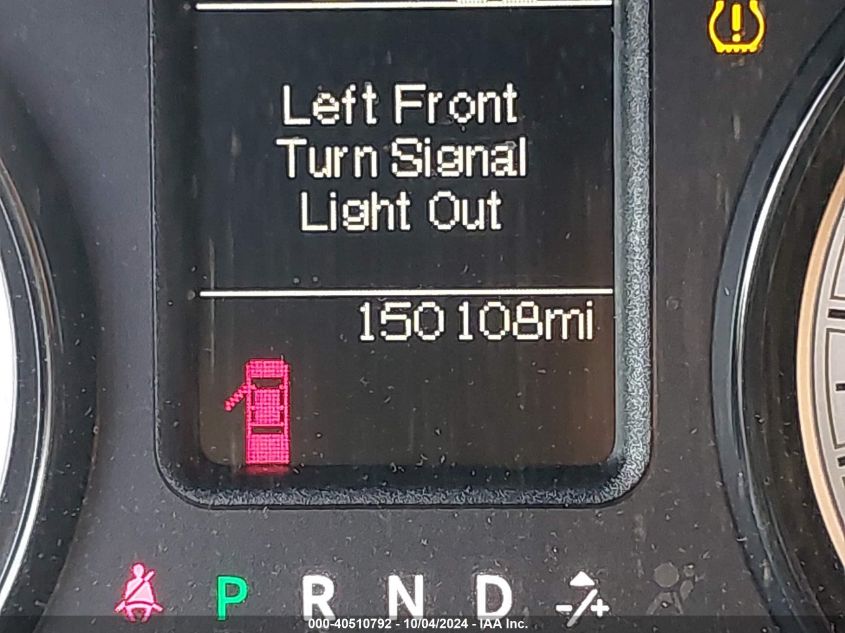 Left Front
Turn Signal
Light Out
150108mi
P R N D -/+
000-40510792 - 10/04/2024 - IAA Inc.